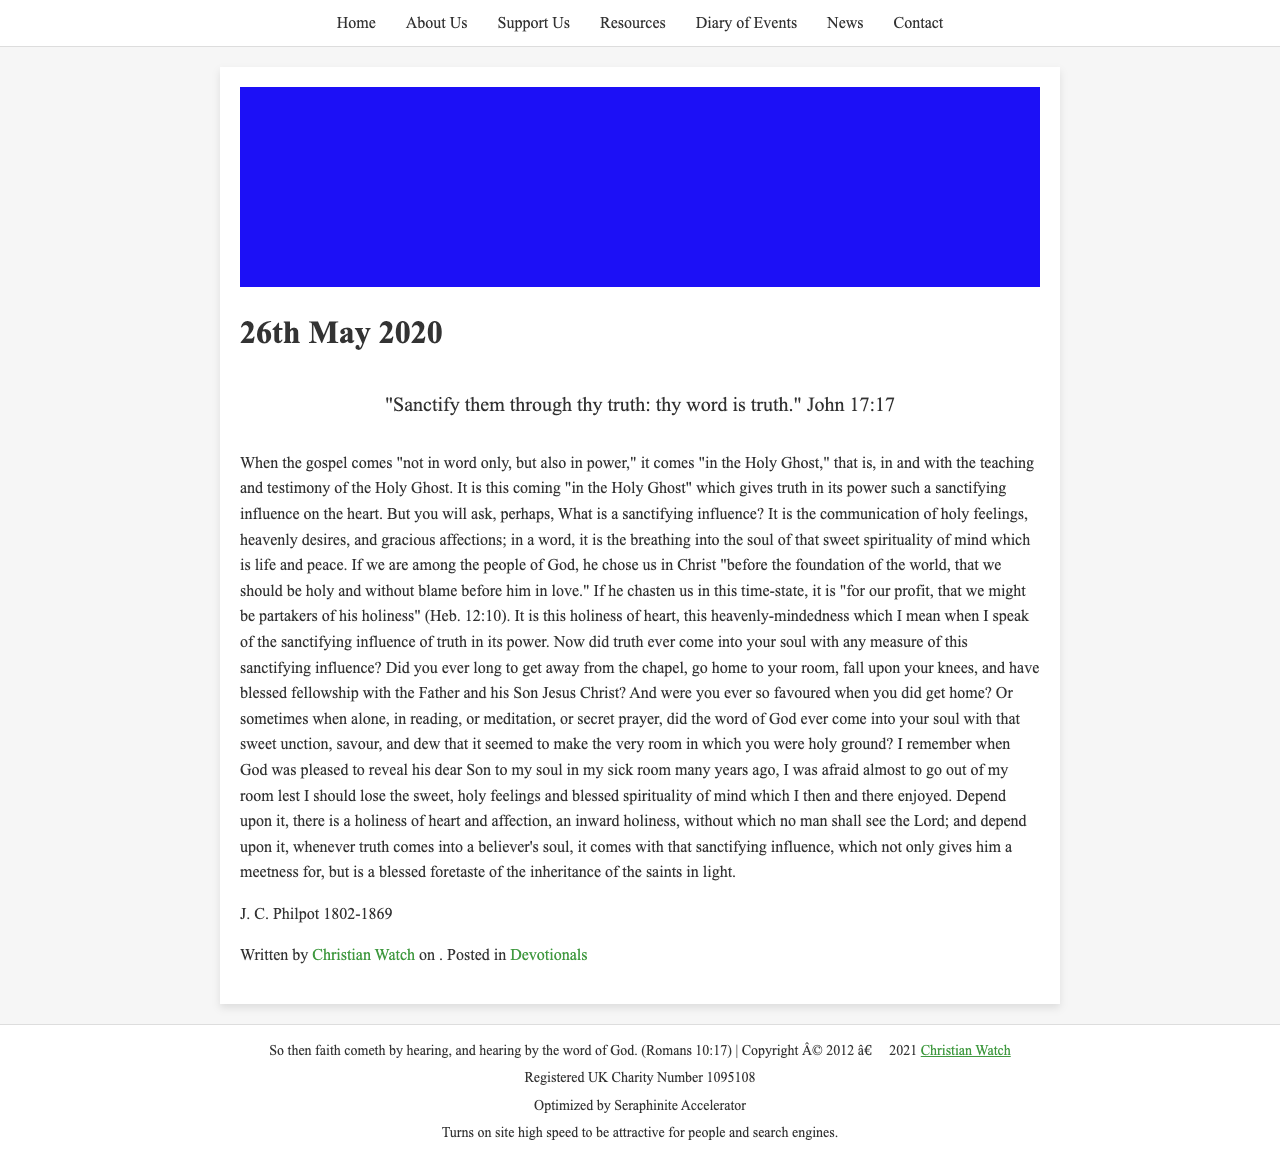 Home About Us Support Us Resources Diary of Events News Contact
26th May 2020
"Sanctify them through thy truth: thy word is truth." John 17:17
When the gospel comes "not in word only, but also in power," it comes "in the Holy Ghost," that is, in and with the teaching
and testimony of the Holy Ghost. It is this coming "in the Holy Ghost" which gives truth in its power such a sanctifying
influence on the heart. But you will ask, perhaps, What is a sanctifying influence? It is the communication of holy feelings,
heavenly desires, and gracious affections; in a word, it is the breathing into the soul of that sweet spirituality of mind which
is life and peace. If we are among the people of God, he chose us in Christ "before the foundation of the world, that we
should be holy and without blame before him in love." If he chasten us in this time-state, it is "for our profit, that we might
be partakers of his holiness" (Heb. 12:10). It is this holiness of heart, this heavenly-mindedness which I mean when I speak
of the sanctifying influence of truth in its power. Now did truth ever come into your soul with any measure of this
sanctifying influence? Did you ever long to get away from the chapel, go home to your room, fall upon your knees, and have
blessed fellowship with the Father and his Son Jesus Christ? And were you ever so favoured when you did get home? Or
sometimes when alone, in reading, or meditation, or secret prayer, did the word of God ever come into your soul with that
sweet unction, savour, and dew that it seemed to make the very room in which you were holy ground? I remember when
God was pleased to reveal his dear Son to my soul in my sick room many years ago, I was afraid almost to go out of my
room lest I should lose the sweet, holy feelings and blessed spirituality of mind which I then and there enjoyed. Depend
upon it, there is a holiness of heart and affection, an inward holiness, without which no man shall see the Lord; and depend
upon it, whenever truth comes into a believer's soul, it comes with that sanctifying influence, which not only gives him a
meetness for, but is a blessed foretaste of the inheritance of the saints in light.
J. C. Philpot 1802-1869
Written by Christian Watch on . Posted in Devotionals
So then faith cometh by hearing, and hearing by the word of God. (Romans 10:17) | Copyright Â© 2012 â€ 2021 Christian Watch
Registered UK Charity Number 1095108
Optimized by Seraphinite Accelerator
Turns on site high speed to be attractive for people and search engines.